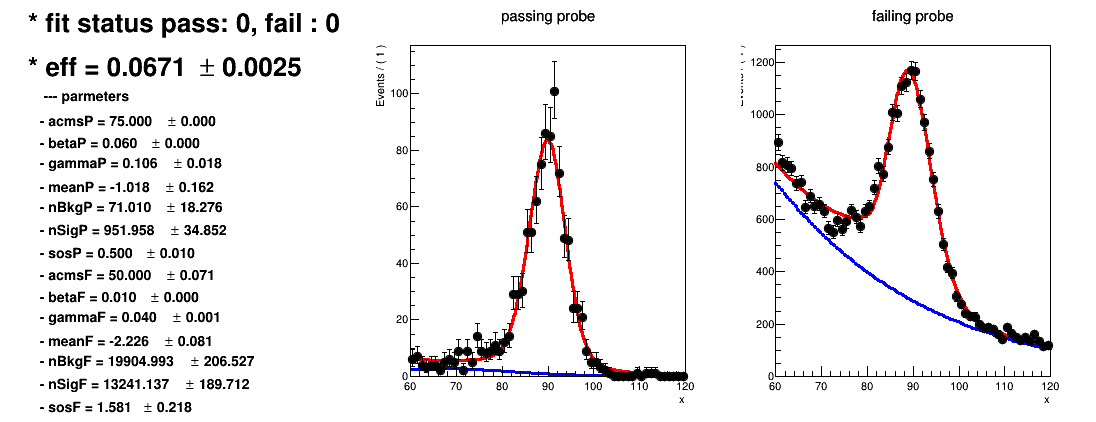 * fit status pass: 0, fail : 0
* eff = 0.0671 ± 0.0025
--- parmeters
- acmsP = 75.000 ± 0.000
- betaP = 0.060 ± 0.000
- gammaP = 0.106 ± 0.018
- meanP = -1.018 ± 0.162
- nBkgP = 71.010 ± 18.276
- nSigP = 951.958 ± 34.852
- sosP = 0.500 ± 0.010
- acmsF = 50.000 ± 0.071
- betaF = 0.010 ± 0.000
- gammaF = 0.040 ± 0.001
- meanF = -2.226 ± 0.081
- nBkgF = 19904.993 ± 206.527
- nSigF = 13241.137 ± 189.712
- sosF = 1.581 ± 0.218
passing probe
Events / ( 1 )
100
80
60
40
20
0
60 70 80 90 100 110 120
x
failing probe
1200
1000
800
600
400
200
0
60 70 80 90 100 110 120
x